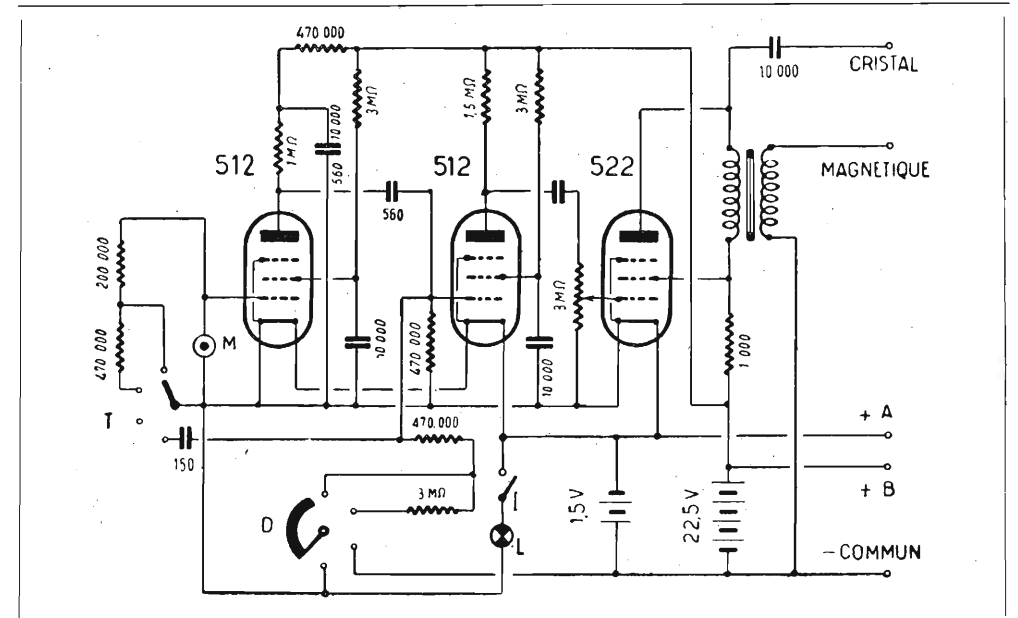 470 000
10 000
CRISTAL
3 MΩ
1,5 MΩ
3 MΩ
10 000
1 MΩ
560
512
512
522
MAGNETIQUE
560
200 000
3 MΩ
M
470 000
470 000
10 000
1 000
T
+ A
470.000
150
+ B
3 MΩ
I
D
1,5 V
22,5 V
L
- COMMUN